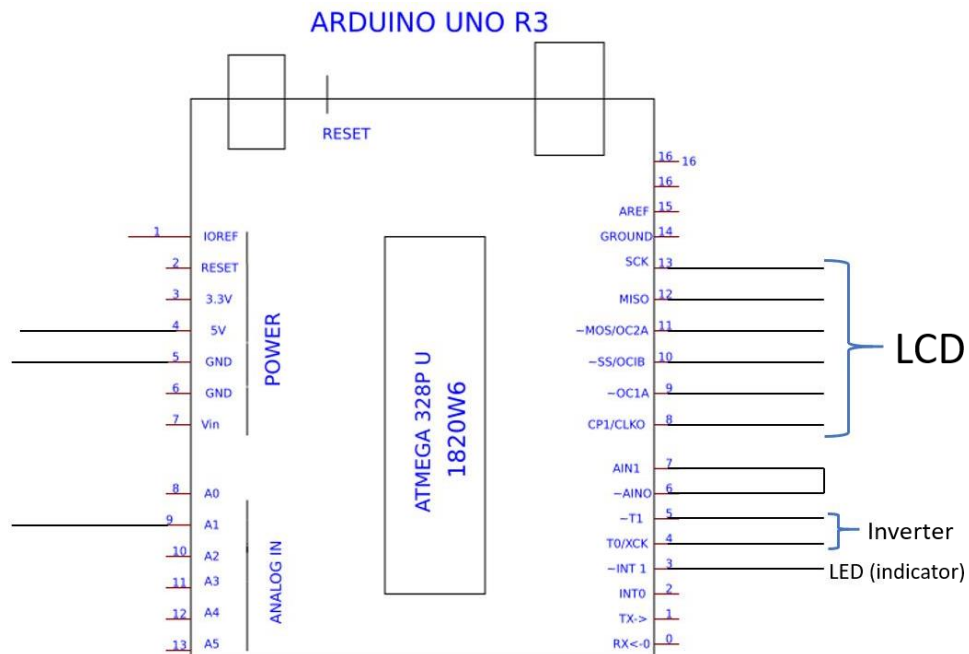 ARDUINO UNO R3
RESET
16 16
16
AREF 15
GROUND 14
1 IOREF
SCK 13
2 RESET
MISO 12
3 3.3V
~MOS/OC2A 11
4 5V
LCD
POWER
5 GND
~SS/OCIB 10
6 GND
~OC1A 9
7 Vin
CP1/CLKO 8
ATMEGA 328P U
1820W6
AIN1 7
8 A0
~AINO 6
9 A1
~T1 5
Inverter
T0/XCK 4
10 A2
~INT 1 3
LED (indicator)
ANALOG IN
11 A3
INT0 2
12 A4
TX-> 1
13 A5
RX<-0 0